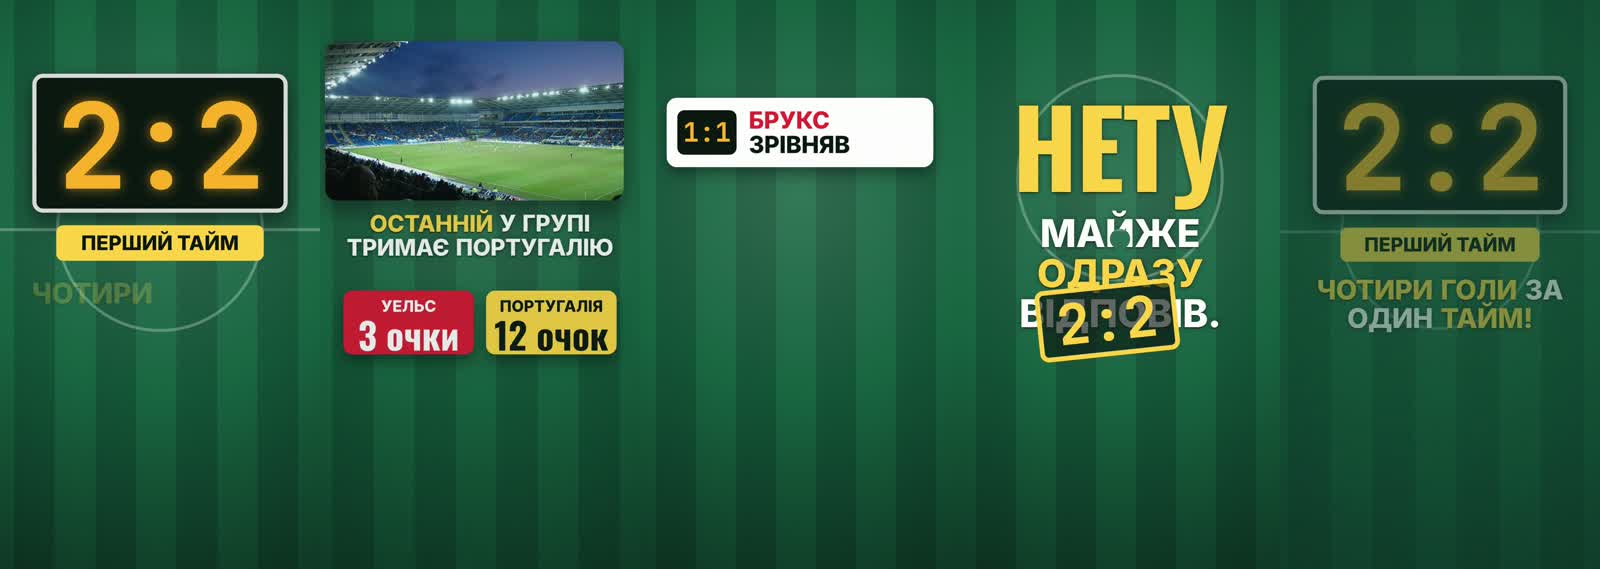 2:2
ПЕРШИЙ ТАЙМ
ЧОТИРИ
ОСТАННІЙ У ГРУПІ
ТРИМАЄ ПОРТУГАЛІЮ
УЕЛЬС
3 очки
ПОРТУГАЛІЯ
12 очок
1:1
БРУКС
ЗРІВНЯВ
НЕТУ
МАЙЖЕ
ОДРАЗУ
ВІДПОВІВ.
2:2
2:2
ПЕРШИЙ ТАЙМ
ЧОТИРИ ГОЛИ ЗА
ОДИН ТАЙМ!